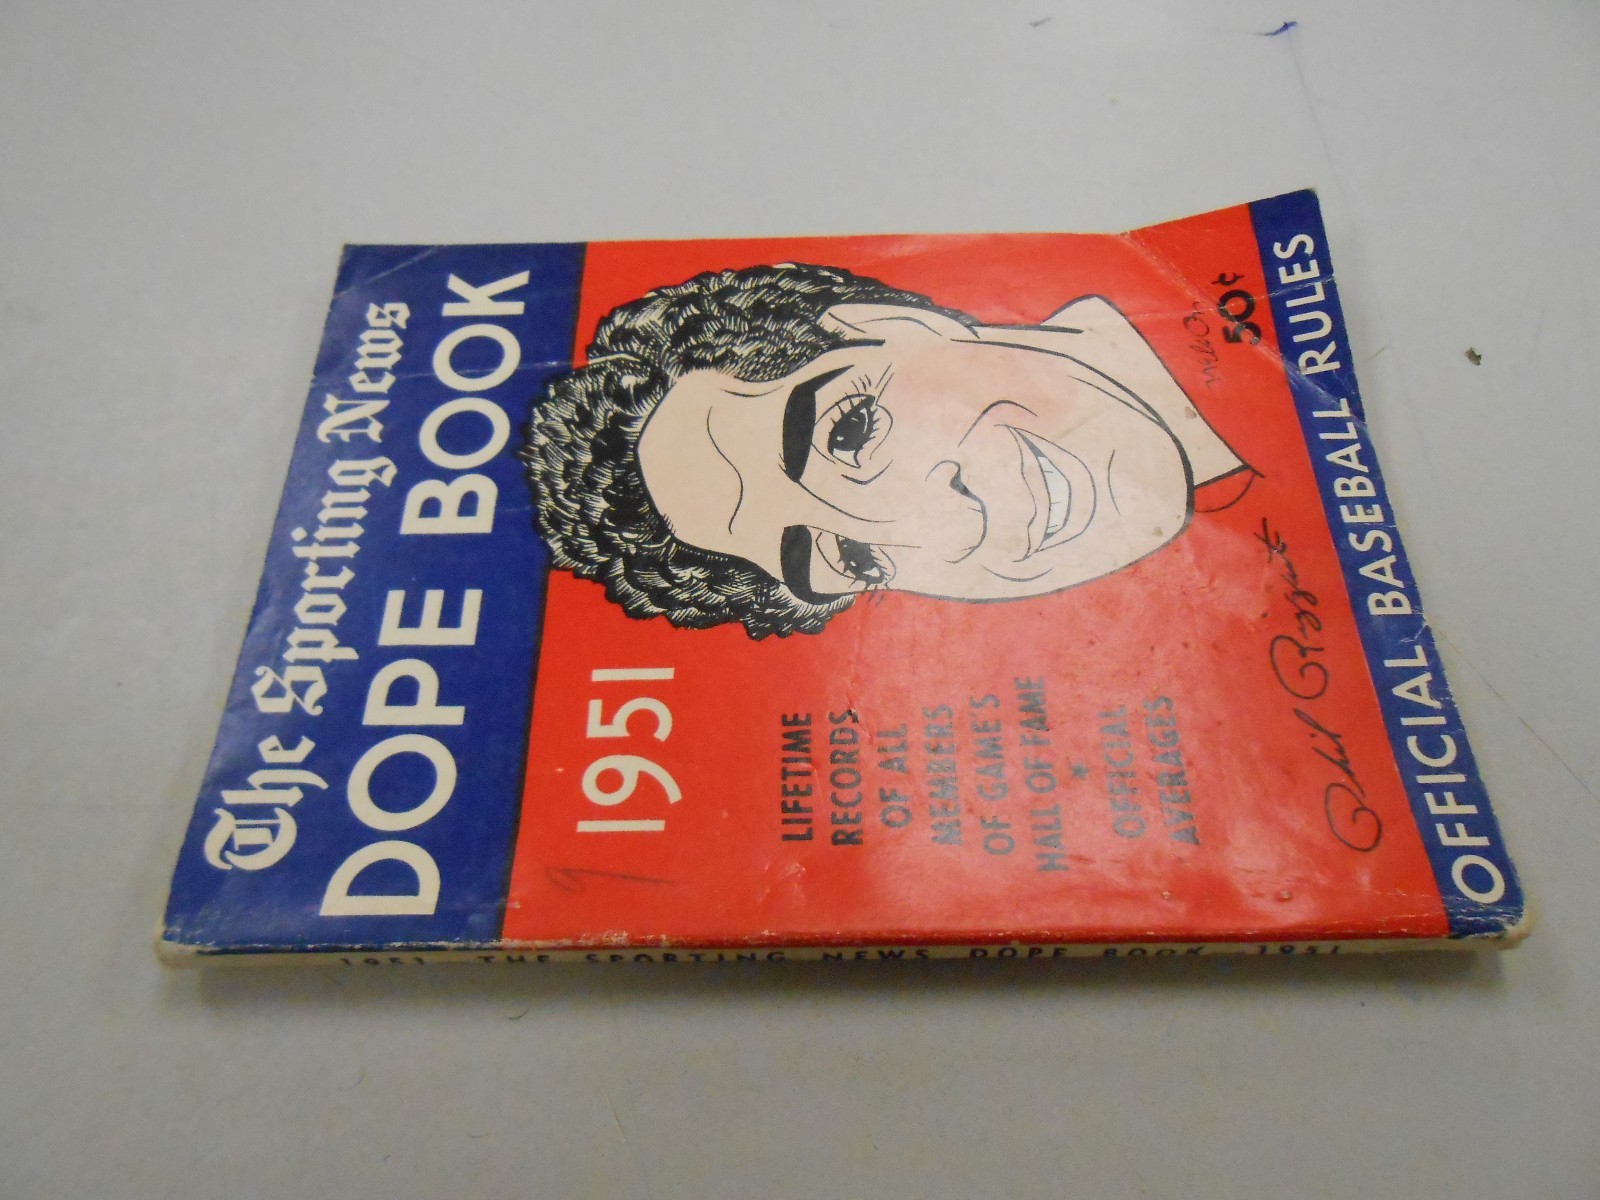 The Sporting News
DOPE BOOK
1951
LIFETIME
RECORDS
OF ALL
MEMBERS
OF GAME'S
HALL OF FAME
*
OFFICIAL
AVERAGES
50¢
Phil Rizzuto
OFFICIAL BASEBALL RULES
1951 THE SPORTING NEWS DOPE BOOK 1951